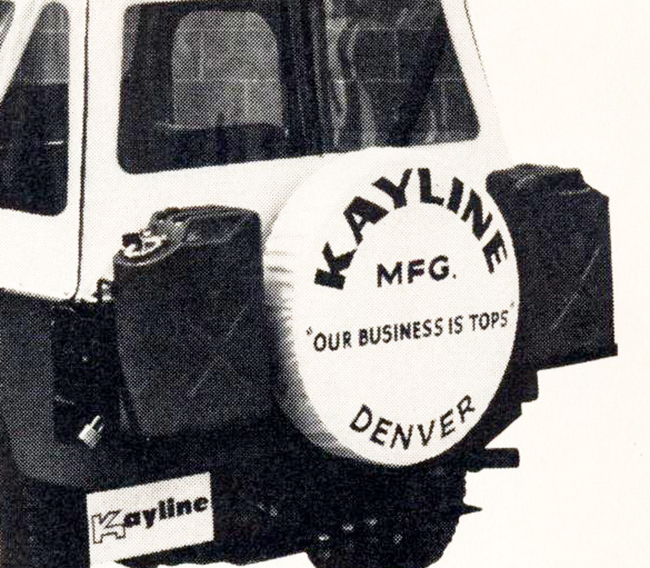 KAYLINE
MFG.
"OUR BUSINESS IS TOPS"
DENVER
Kayline